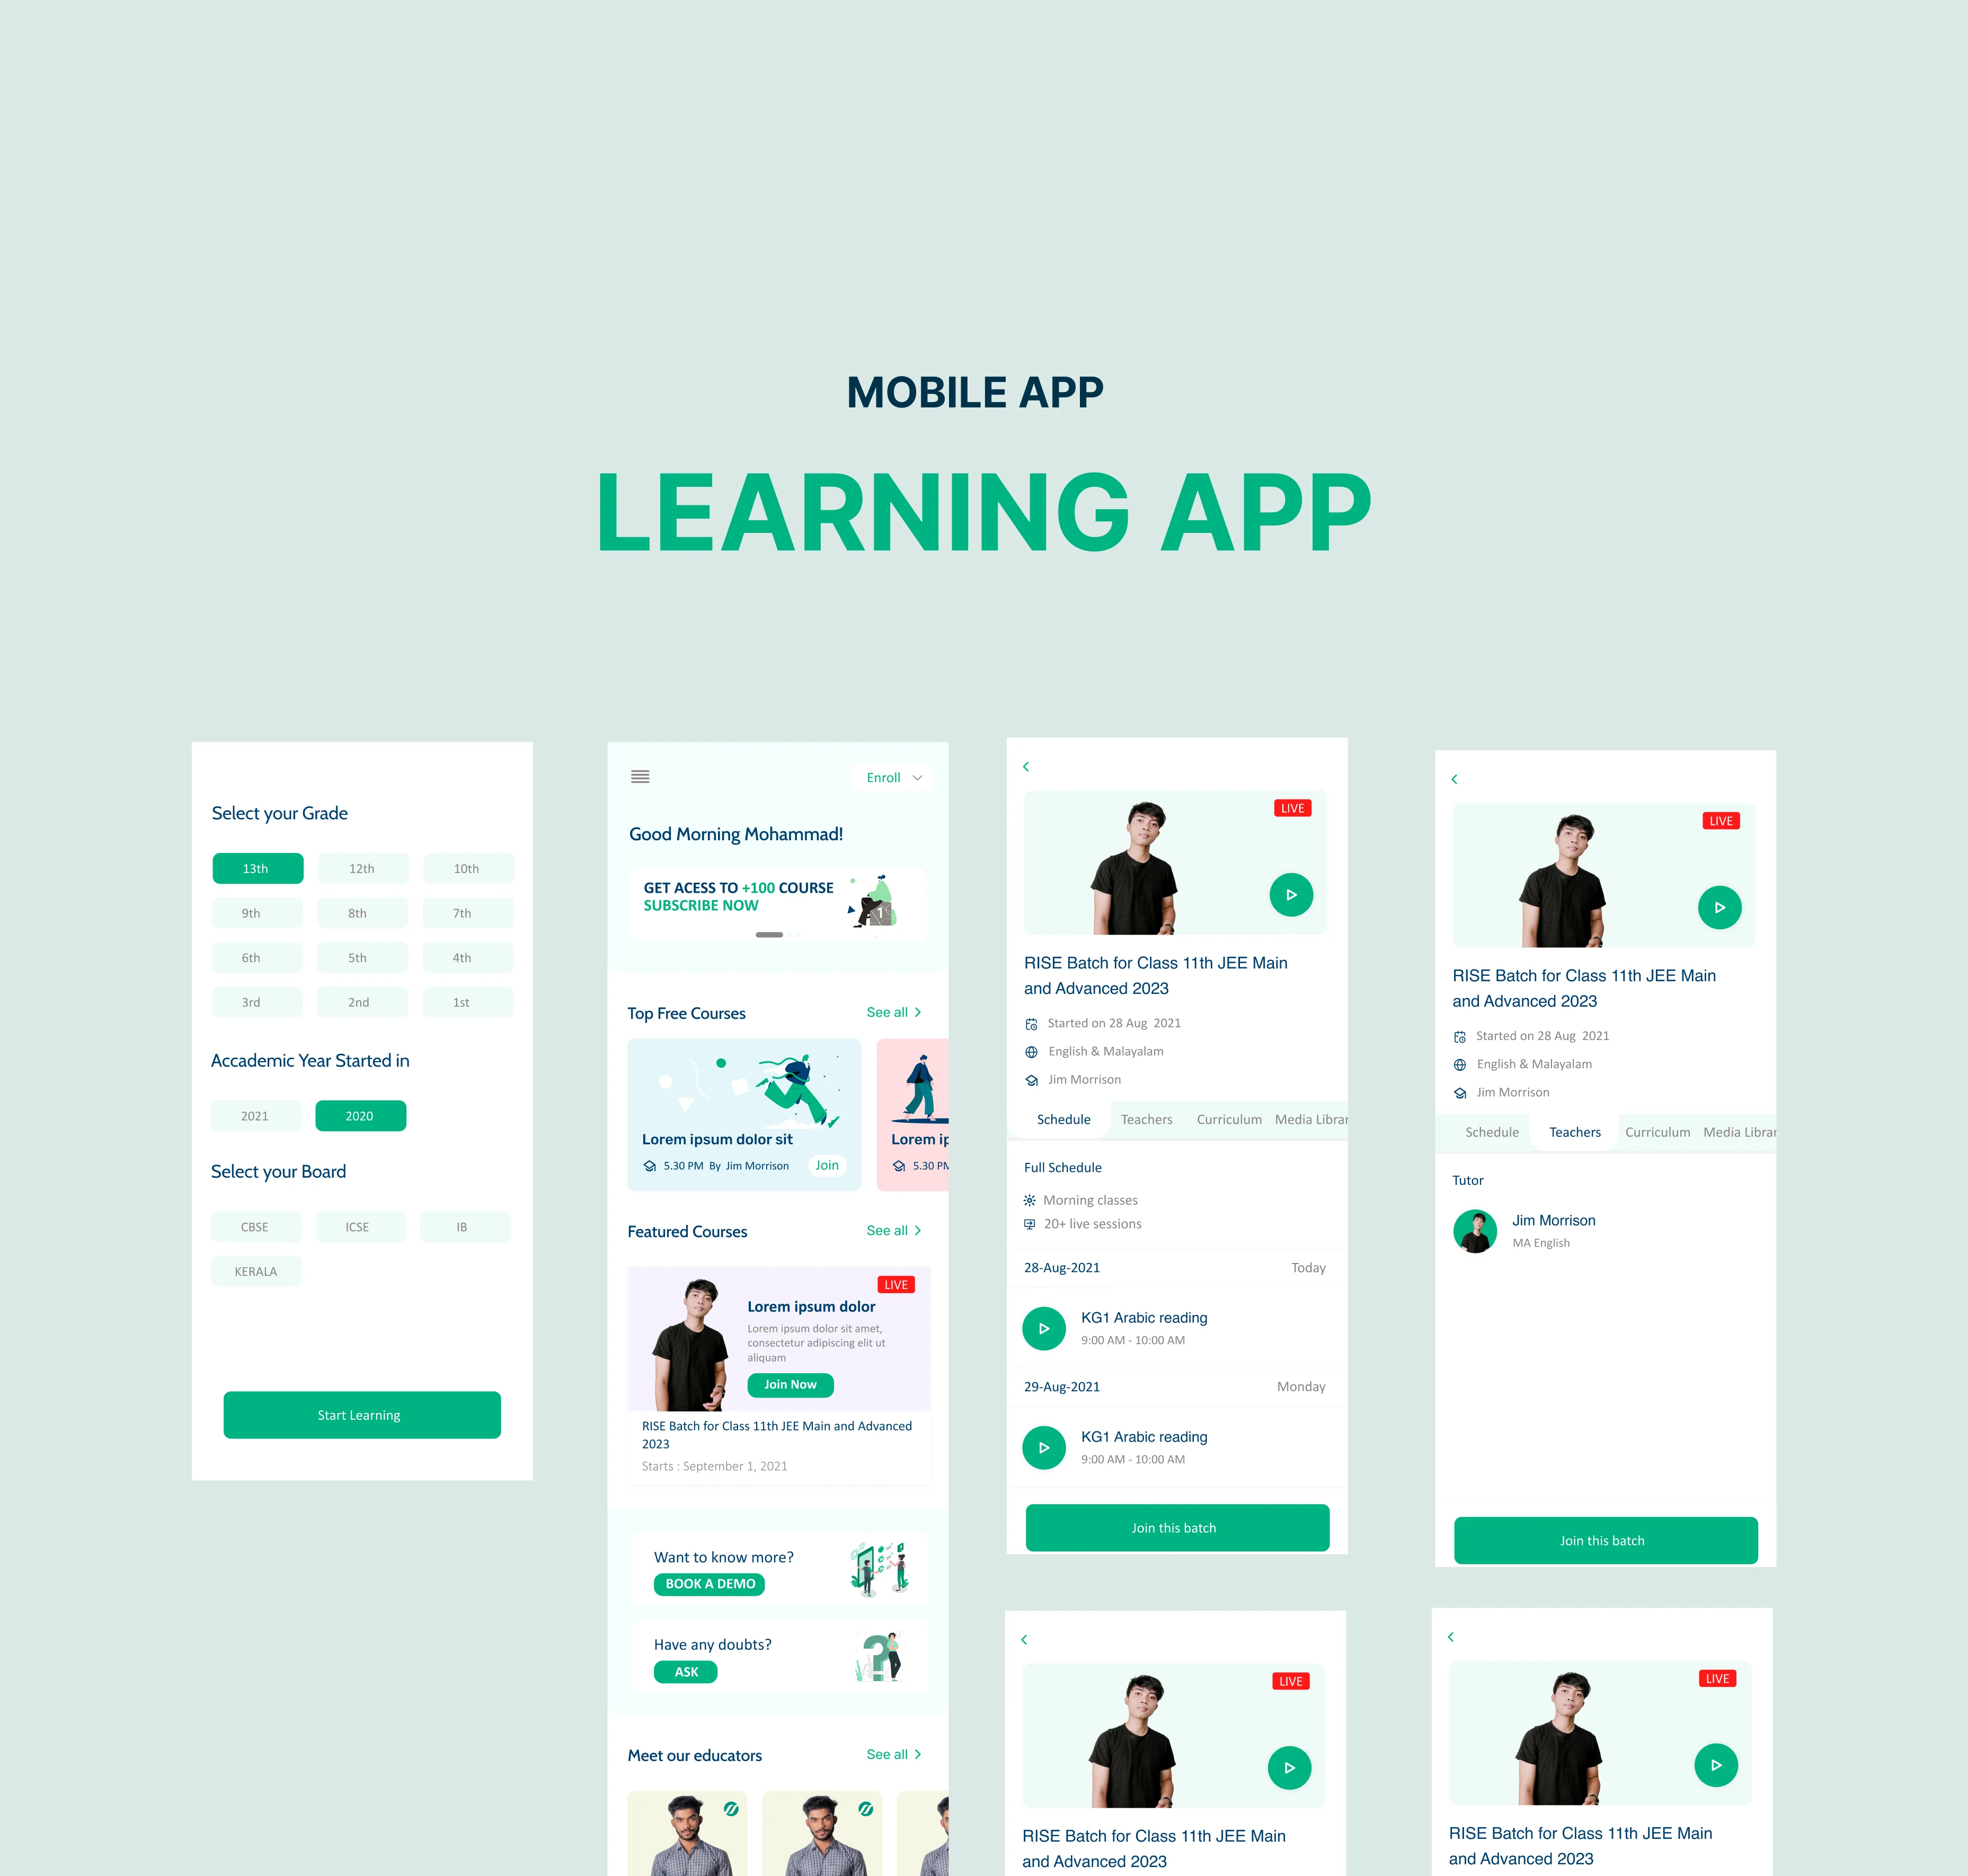 MOBILE APP
LEARNING APP
Select your Grade
13th 12th 10th
9th 8th 7th
6th 5th 4th
3rd 2nd 1st
Accademic Year Started in
2021 2020
Select your Board
CBSE ICSE IB
KERALA
Start Learning
Enroll
Good Morning Mohammad!
GET ACESS TO +100 COURSE
SUBSCRIBE NOW
1
Top Free Courses See all
Lorem ipsum dolor sit
5.30 PM By Jim Morrison Join
Lorem ip
5.30 PM
Featured Courses See all
LIVE
Lorem ipsum dolor
Lorem ipsum dolor sit amet,
consectetur adipiscing elit ut
aliquam
Join Now
RISE Batch for Class 11th JEE Main and Advanced
2023
Starts : September 1, 2021
Want to know more?
BOOK A DEMO
Have any doubts?
ASK
?
Meet our educators See all
LIVE
RISE Batch for Class 11th JEE Main
and Advanced 2023
Started on 28 Aug 2021
English & Malayalam
Jim Morrison
Schedule Teachers Curriculum Media Librar
Full Schedule
Morning classes
20+ live sessions
28-Aug-2021 Today
KG1 Arabic reading
9:00 AM - 10:00 AM
29-Aug-2021 Monday
KG1 Arabic reading
9:00 AM - 10:00 AM
Join this batch
LIVE
RISE Batch for Class 11th JEE Main
and Advanced 2023
Started on 28 Aug 2021
English & Malayalam
Jim Morrison
Schedule Teachers Curriculum Media Librar
Tutor
Jim Morrison
MA English
Join this batch
LIVE
RISE Batch for Class 11th JEE Main
and Advanced 2023
LIVE
RISE Batch for Class 11th JEE Main
and Advanced 2023